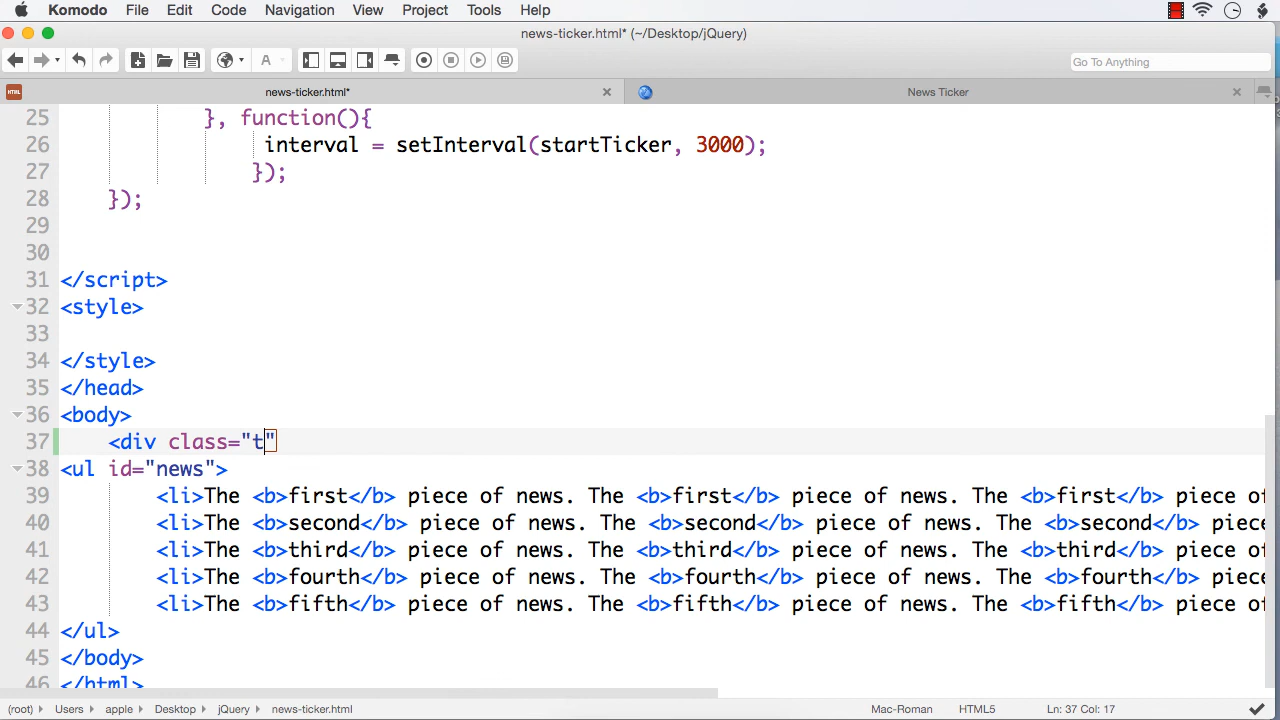 Komodo File Edit Code Navigation View Project Tools Help
news-ticker.html* (~/Desktop/jQuery)
A
Go To Anything
HTML news-ticker.html* News Ticker
25 }, function(){
26 interval = setInterval(startTicker, 3000);
27 });
28 });
29
30
31 </script>
32 <style>
33
34 </style>
35 </head>
36 <body>
37 <div class="t"
38 <ul id="news">
39 <li>The <b>first</b> piece of news. The <b>first</b> piece of news. The <b>first</b> piece of
40 <li>The <b>second</b> piece of news. The <b>second</b> piece of news. The <b>second</b> piece
41 <li>The <b>third</b> piece of news. The <b>third</b> piece of news. The <b>third</b> piece of
42 <li>The <b>fourth</b> piece of news. The <b>fourth</b> piece of news. The <b>fourth</b> piece
43 <li>The <b>fifth</b> piece of news. The <b>fifth</b> piece of news. The <b>fifth</b> piece of
44 </ul>
45 </body>
46 </html>
(root) Users apple Desktop jQuery news-ticker.html Mac-Roman HTML5 Ln: 37 Col: 17